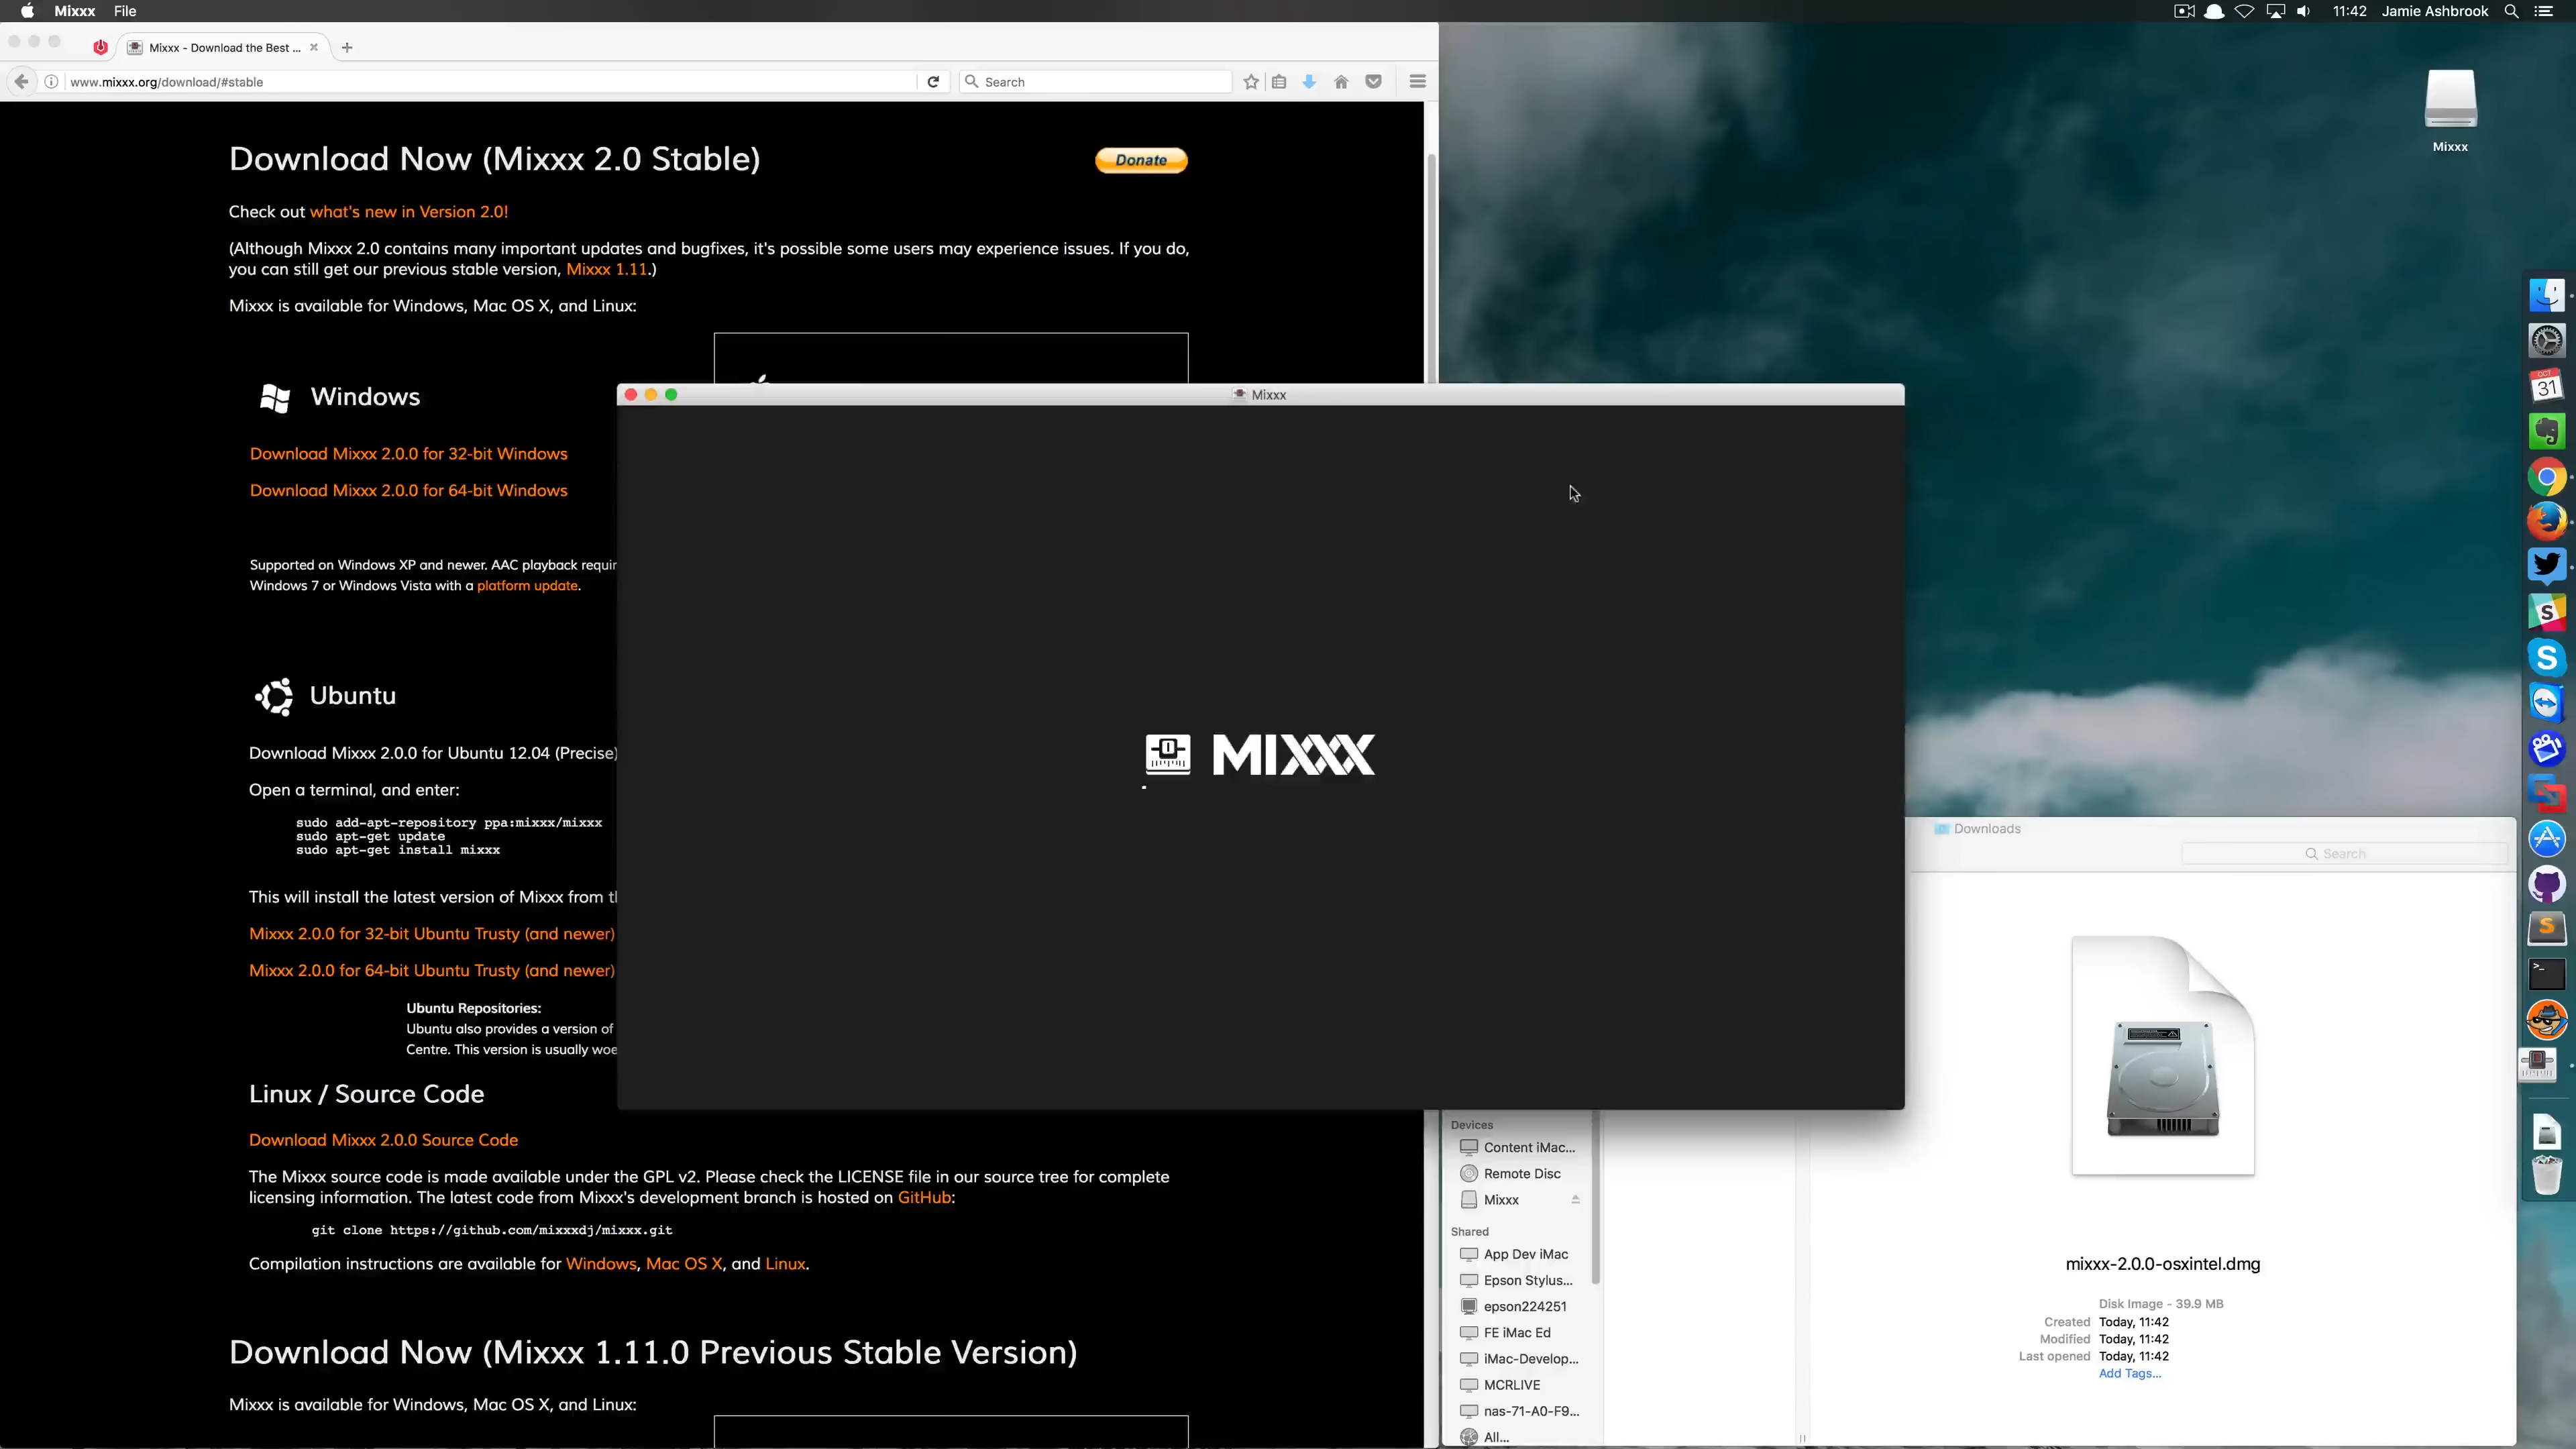 Mixxx File
11:42 Jamie Ashbrook
Mixxx - Download the Best ...
www.mixxx.org/download/#stable
Search
Mixxx
Download Now (Mixxx 2.0 Stable)
Donate
Check out what's new in Version 2.0!
(Although Mixxx 2.0 contains many important updates and bugfixes, it's possible some users may experience issues. If you do,
you can still get our previous stable version, Mixxx 1.11.)
Mixxx is available for Windows, Mac OS X, and Linux:
Windows
Download Mixxx 2.0.0 for 32-bit Windows
Download Mixxx 2.0.0 for 64-bit Windows
Supported on Windows XP and newer. AAC playback requir
Windows 7 or Windows Vista with a platform update.
Ubuntu
Download Mixxx 2.0.0 for Ubuntu 12.04 (Precise)
Open a terminal, and enter:
sudo add-apt-repository ppa:mixxx/mixxx
sudo apt-get update
sudo apt-get install mixxx
This will install the latest version of Mixxx from
Mixxx 2.0.0 for 32-bit Ubuntu Trusty (and newer)
Mixxx 2.0.0 for 64-bit Ubuntu Trusty (and newer)
Ubuntu Repositories:
Ubuntu also provides a version of
Centre. This version is usually woe
Linux / Source Code
Download Mixxx 2.0.0 Source Code
The Mixxx source code is made available under the GPL v2. Please check the LICENSE file in our source tree for complete
licensing information. The latest code from Mixxx's development branch is hosted on GitHub:
git clone https://github.com/mixxxdj/mixxx.git
Compilation instructions are available for Windows, Mac OS X, and Linux.
Download Now (Mixxx 1.11.0 Previous Stable Version)
Mixxx is available for Windows, Mac OS X, and Linux:
Mixxx
MIXXX
Downloads
Search
Devices
Content iMac...
Remote Disc
Mixxx
Shared
App Dev iMac
Epson Stylus...
epson224251
FE iMac Ed
iMac-Develop...
MCRLIVE
nas-71-A0-F9...
All...
mixxx-2.0.0-osxintel.dmg
Disk Image - 39.9 MB
Created Today, 11:42
Modified Today, 11:42
Last opened Today, 11:42
Add Tags...
OCT
31